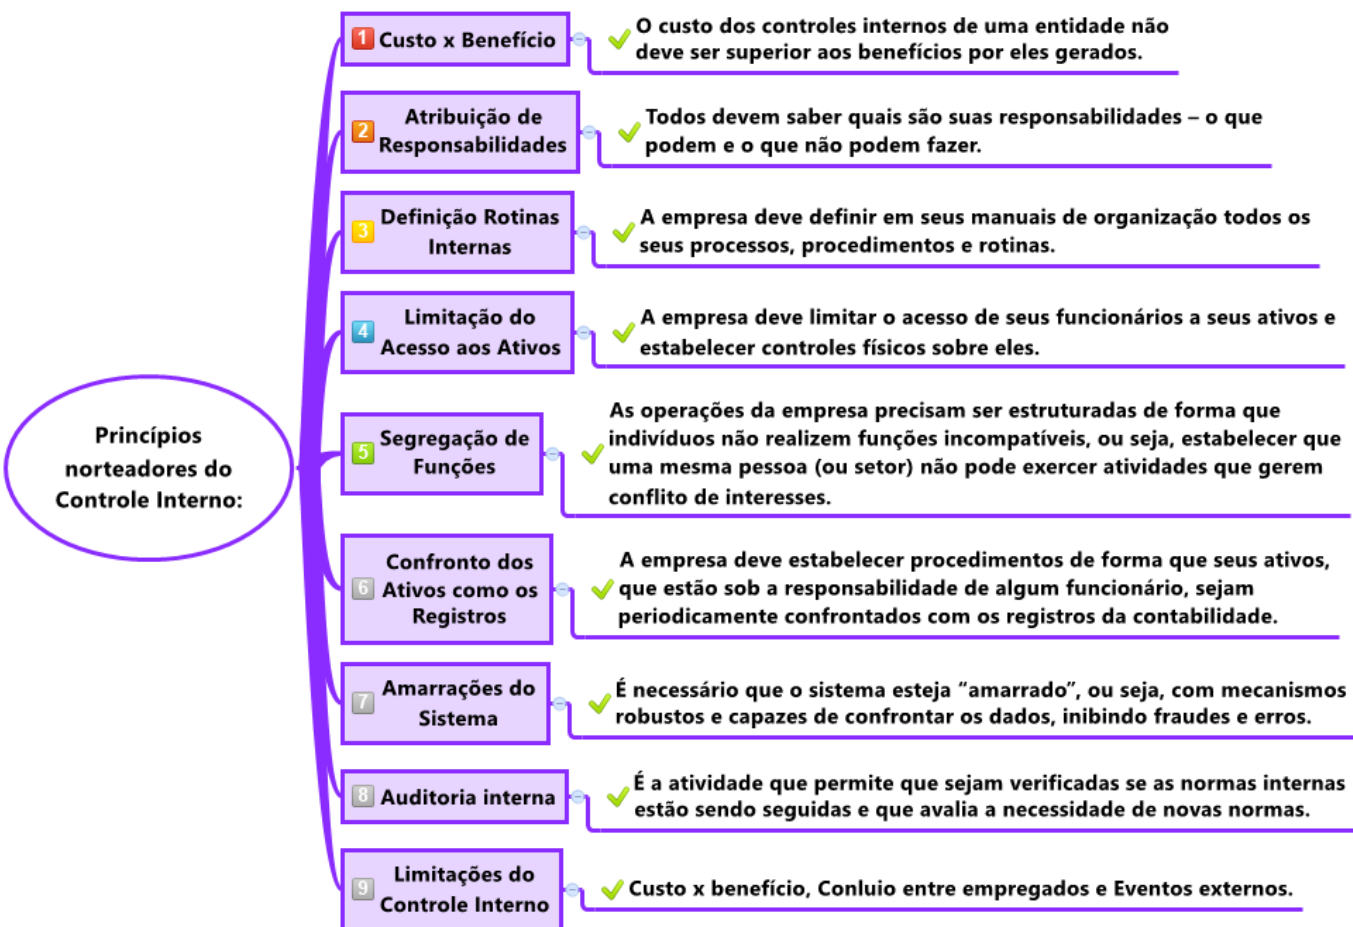 Princípios
norteadores do
Controle Interno:
1 Custo x Benefício
O custo dos controles internos de uma entidade não
deve ser superior aos benefícios por eles gerados.
2 Atribuição de
Responsabilidades
Todos devem saber quais são suas responsabilidades – o que
podem e o que não podem fazer.
3 Definição Rotinas
Internas
A empresa deve definir em seus manuais de organização todos os
seus processos, procedimentos e rotinas.
4 Limitação do
Acesso aos Ativos
A empresa deve limitar o acesso de seus funcionários a seus ativos e
estabelecer controles físicos sobre eles.
5 Segregação de
Funções
As operações da empresa precisam ser estruturadas de forma que
indivíduos não realizem funções incompatíveis, ou seja, estabelecer que
uma mesma pessoa (ou setor) não pode exercer atividades que gerem
conflito de interesses.
6 Confronto dos
Ativos como os
Registros
A empresa deve estabelecer procedimentos de forma que seus ativos,
que estão sob a responsabilidade de algum funcionário, sejam
periodicamente confrontados com os registros da contabilidade.
7 Amarrações do
Sistema
É necessário que o sistema esteja “amarrado”, ou seja, com mecanismos
robustos e capazes de confrontar os dados, inibindo fraudes e erros.
8 Auditoria interna
É a atividade que permite que sejam verificadas se as normas internas
estão sendo seguidas e que avalia a necessidade de novas normas.
9 Limitações do
Controle Interno
Custo x benefício, Conluio entre empregados e Eventos externos.